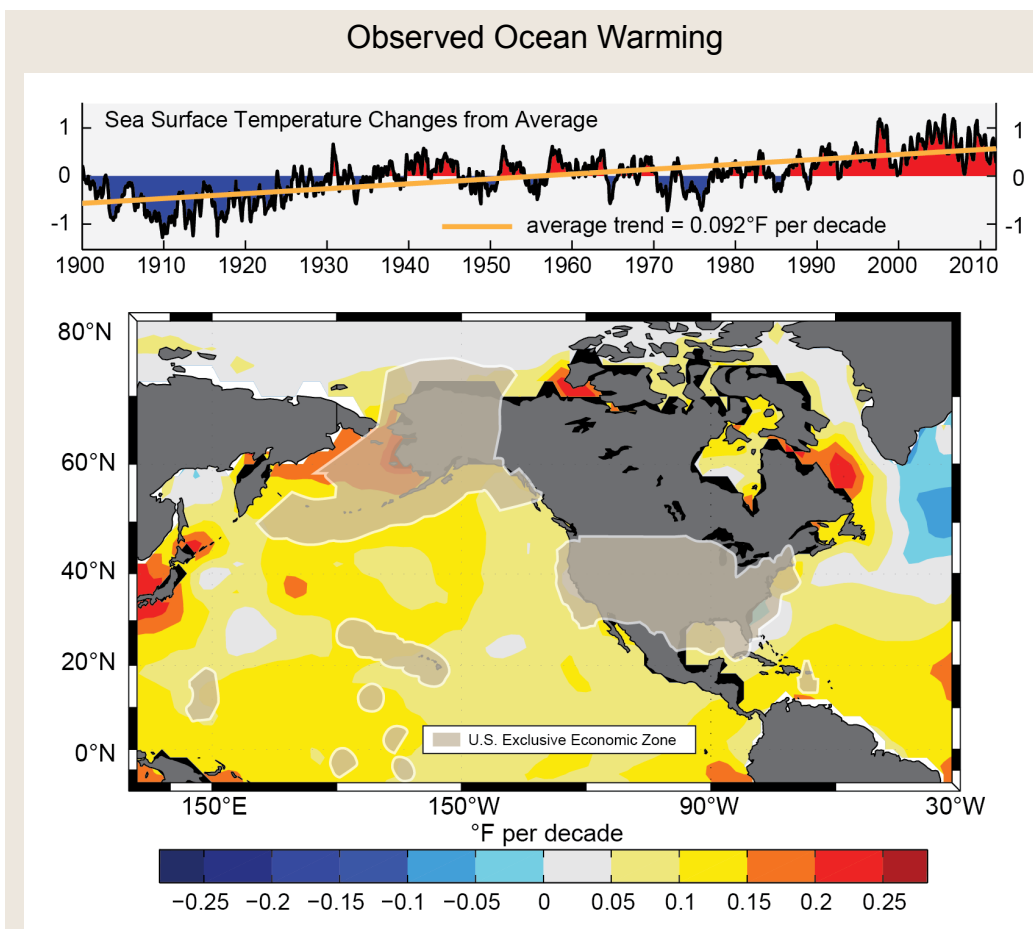 Observed Ocean Warming
Sea Surface Temperature Changes from Average
1
0
-1
1
0
-1
average trend = 0.092°F per decade
1900 1910 1920 1930 1940 1950 1960 1970 1980 1990 2000 2010
80°N
60°N
40°N
20°N
0°N
U.S. Exclusive Economic Zone
150°E 150°W 90°W 30°W
°F per decade
−0.25 −0.2 −0.15 −0.1 −0.05 0 0.05 0.1 0.15 0.2 0.25